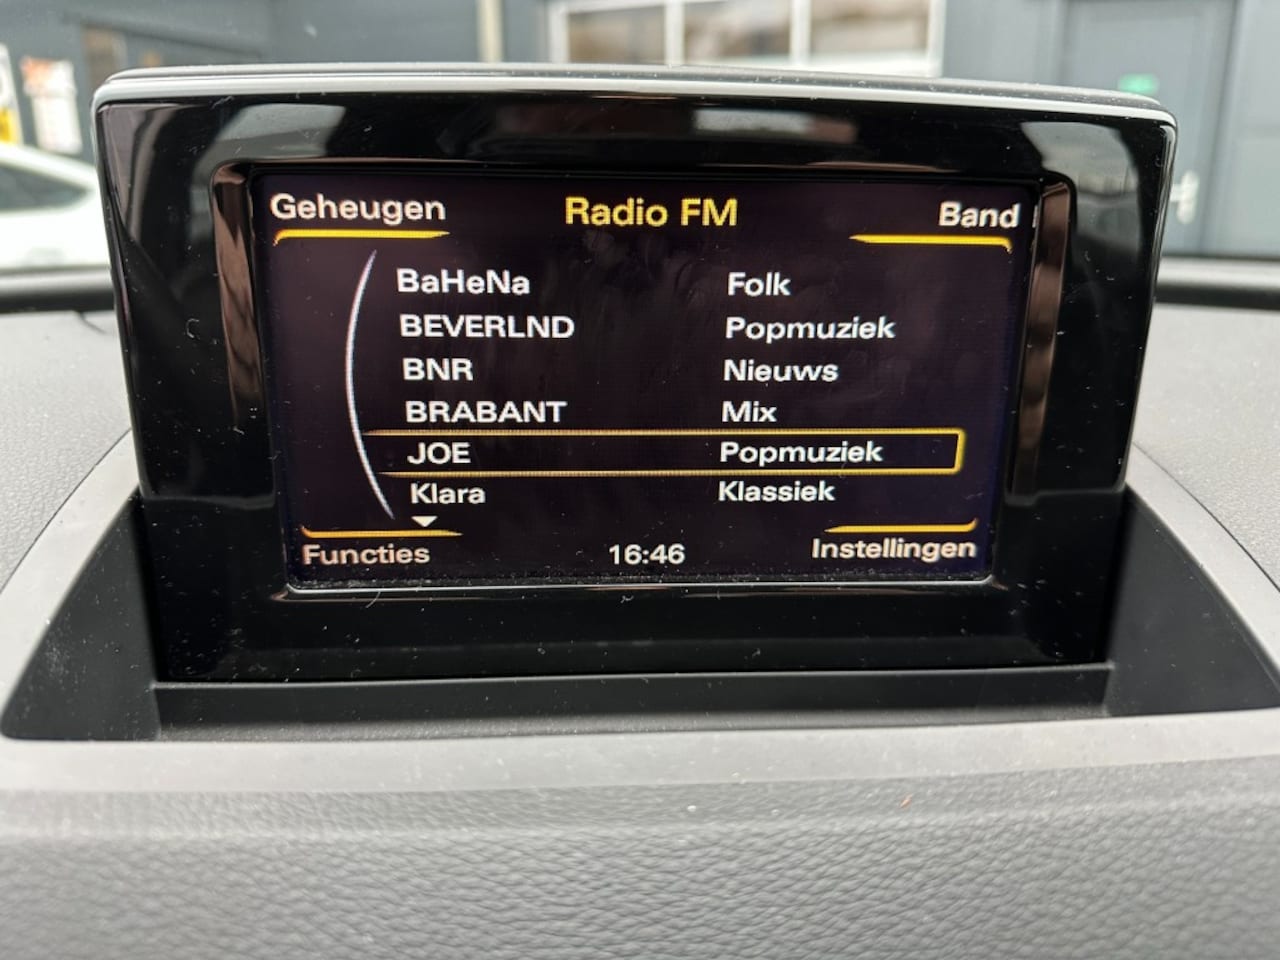 Geheugen Radio FM Band
BaHeNa Folk
BEVERLND Popmuziek
BNR Nieuws
BRABANT Mix
JOE Popmuziek
Klara Klassiek
Functies 16:46 Instellingen